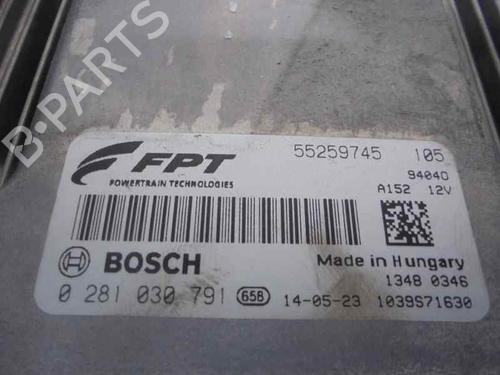 B-PARTS
FPT 55259745 105
POWERTRAIN TECHNOLOGIES 94040
A152 12V
BOSCH Made in Hungary
0 281 030 791 658 1348 0346
14-05-23 1039S71630